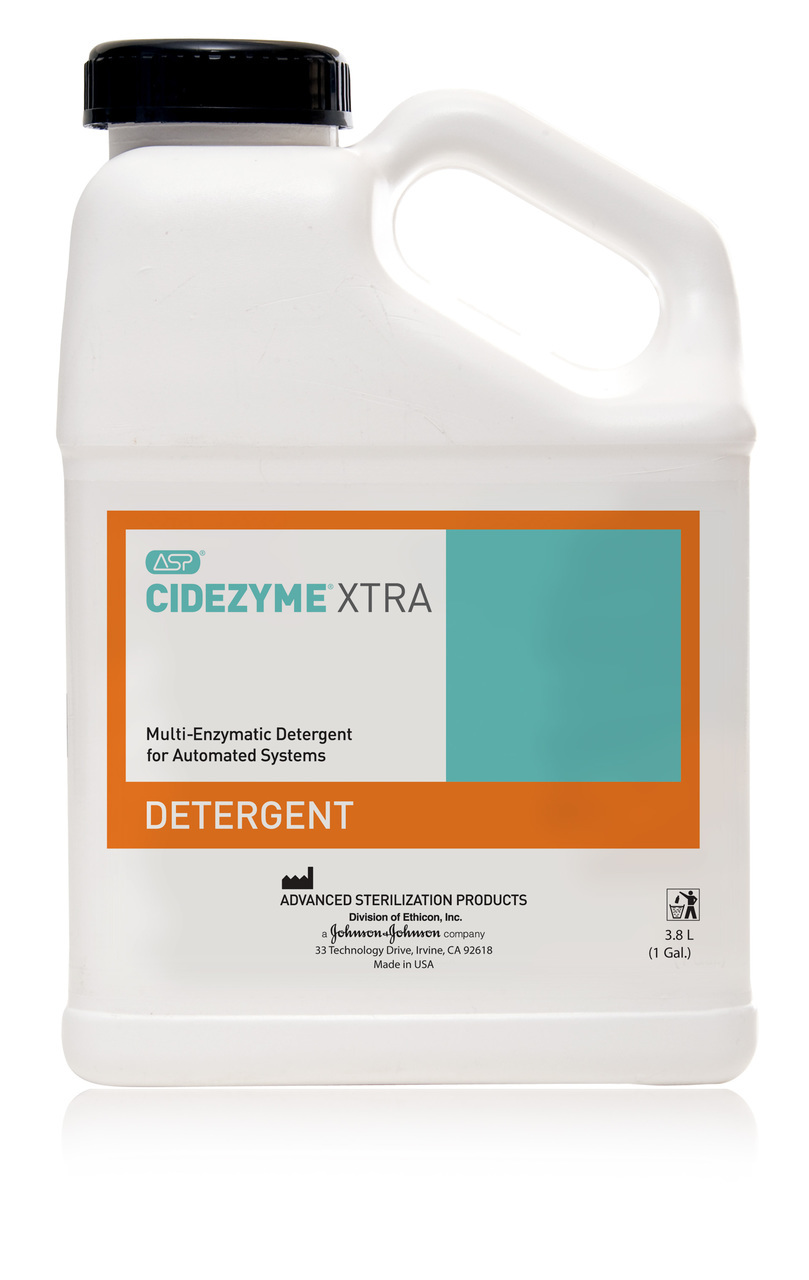 ASP®
CIDEZYME® XTRA
Multi-Enzymatic Detergent
for Automated Systems
DETERGENT
ADVANCED STERILIZATION PRODUCTS
Division of Ethicon, Inc.
a Johnson & Johnson company
33 Technology Drive, Irvine, CA 92618
Made in USA
3.8 L
(1 Gal.)